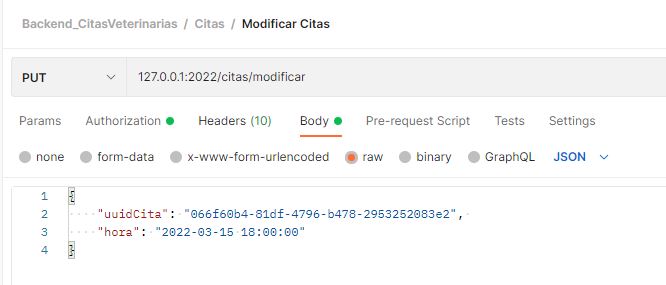 Backend_CitasVeterinarias / Citas / Modificar Citas
PUT 127.0.0.1:2022/citas/modificar
Params Authorization Headers (10) Body Pre-request Script Tests Settings
none form-data x-www-form-urlencoded raw binary GraphQL JSON
1 {
2 "uuidCita": "066f60b4-81df-4796-b478-2953252083e2",
3 "hora": "2022-03-15 18:00:00"
4 }